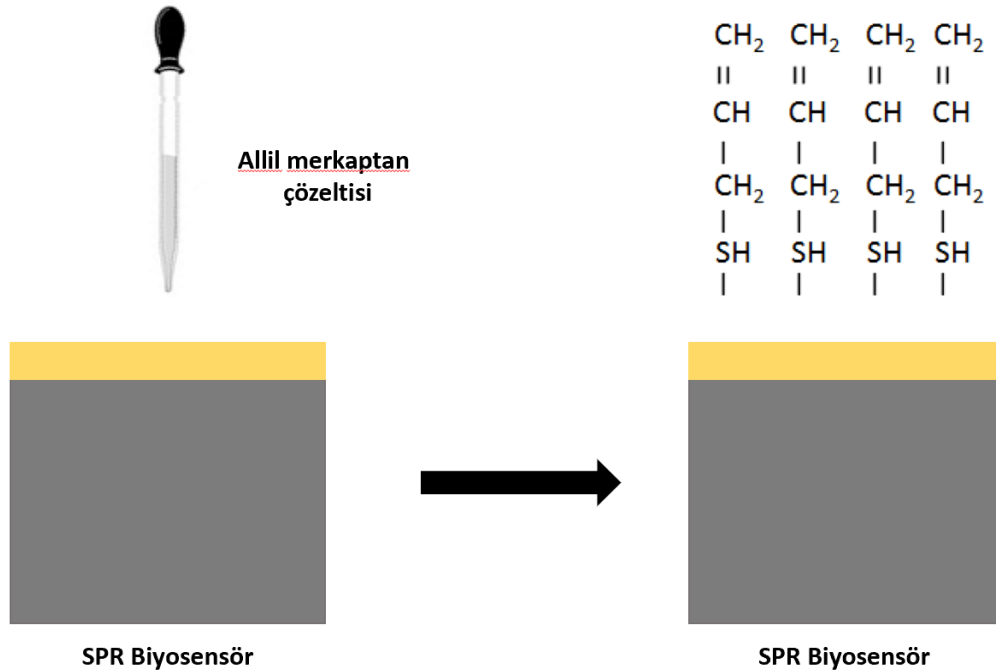 Allil merkaptan
çözeltisi
SPR Biyosensör
CH₂ CH₂ CH₂ CH₂
=  =  =  =
CH CH CH CH
| | | |
CH₂ CH₂ CH₂ CH₂
| | | |
SH SH SH SH
| | | |
SPR Biyosensör